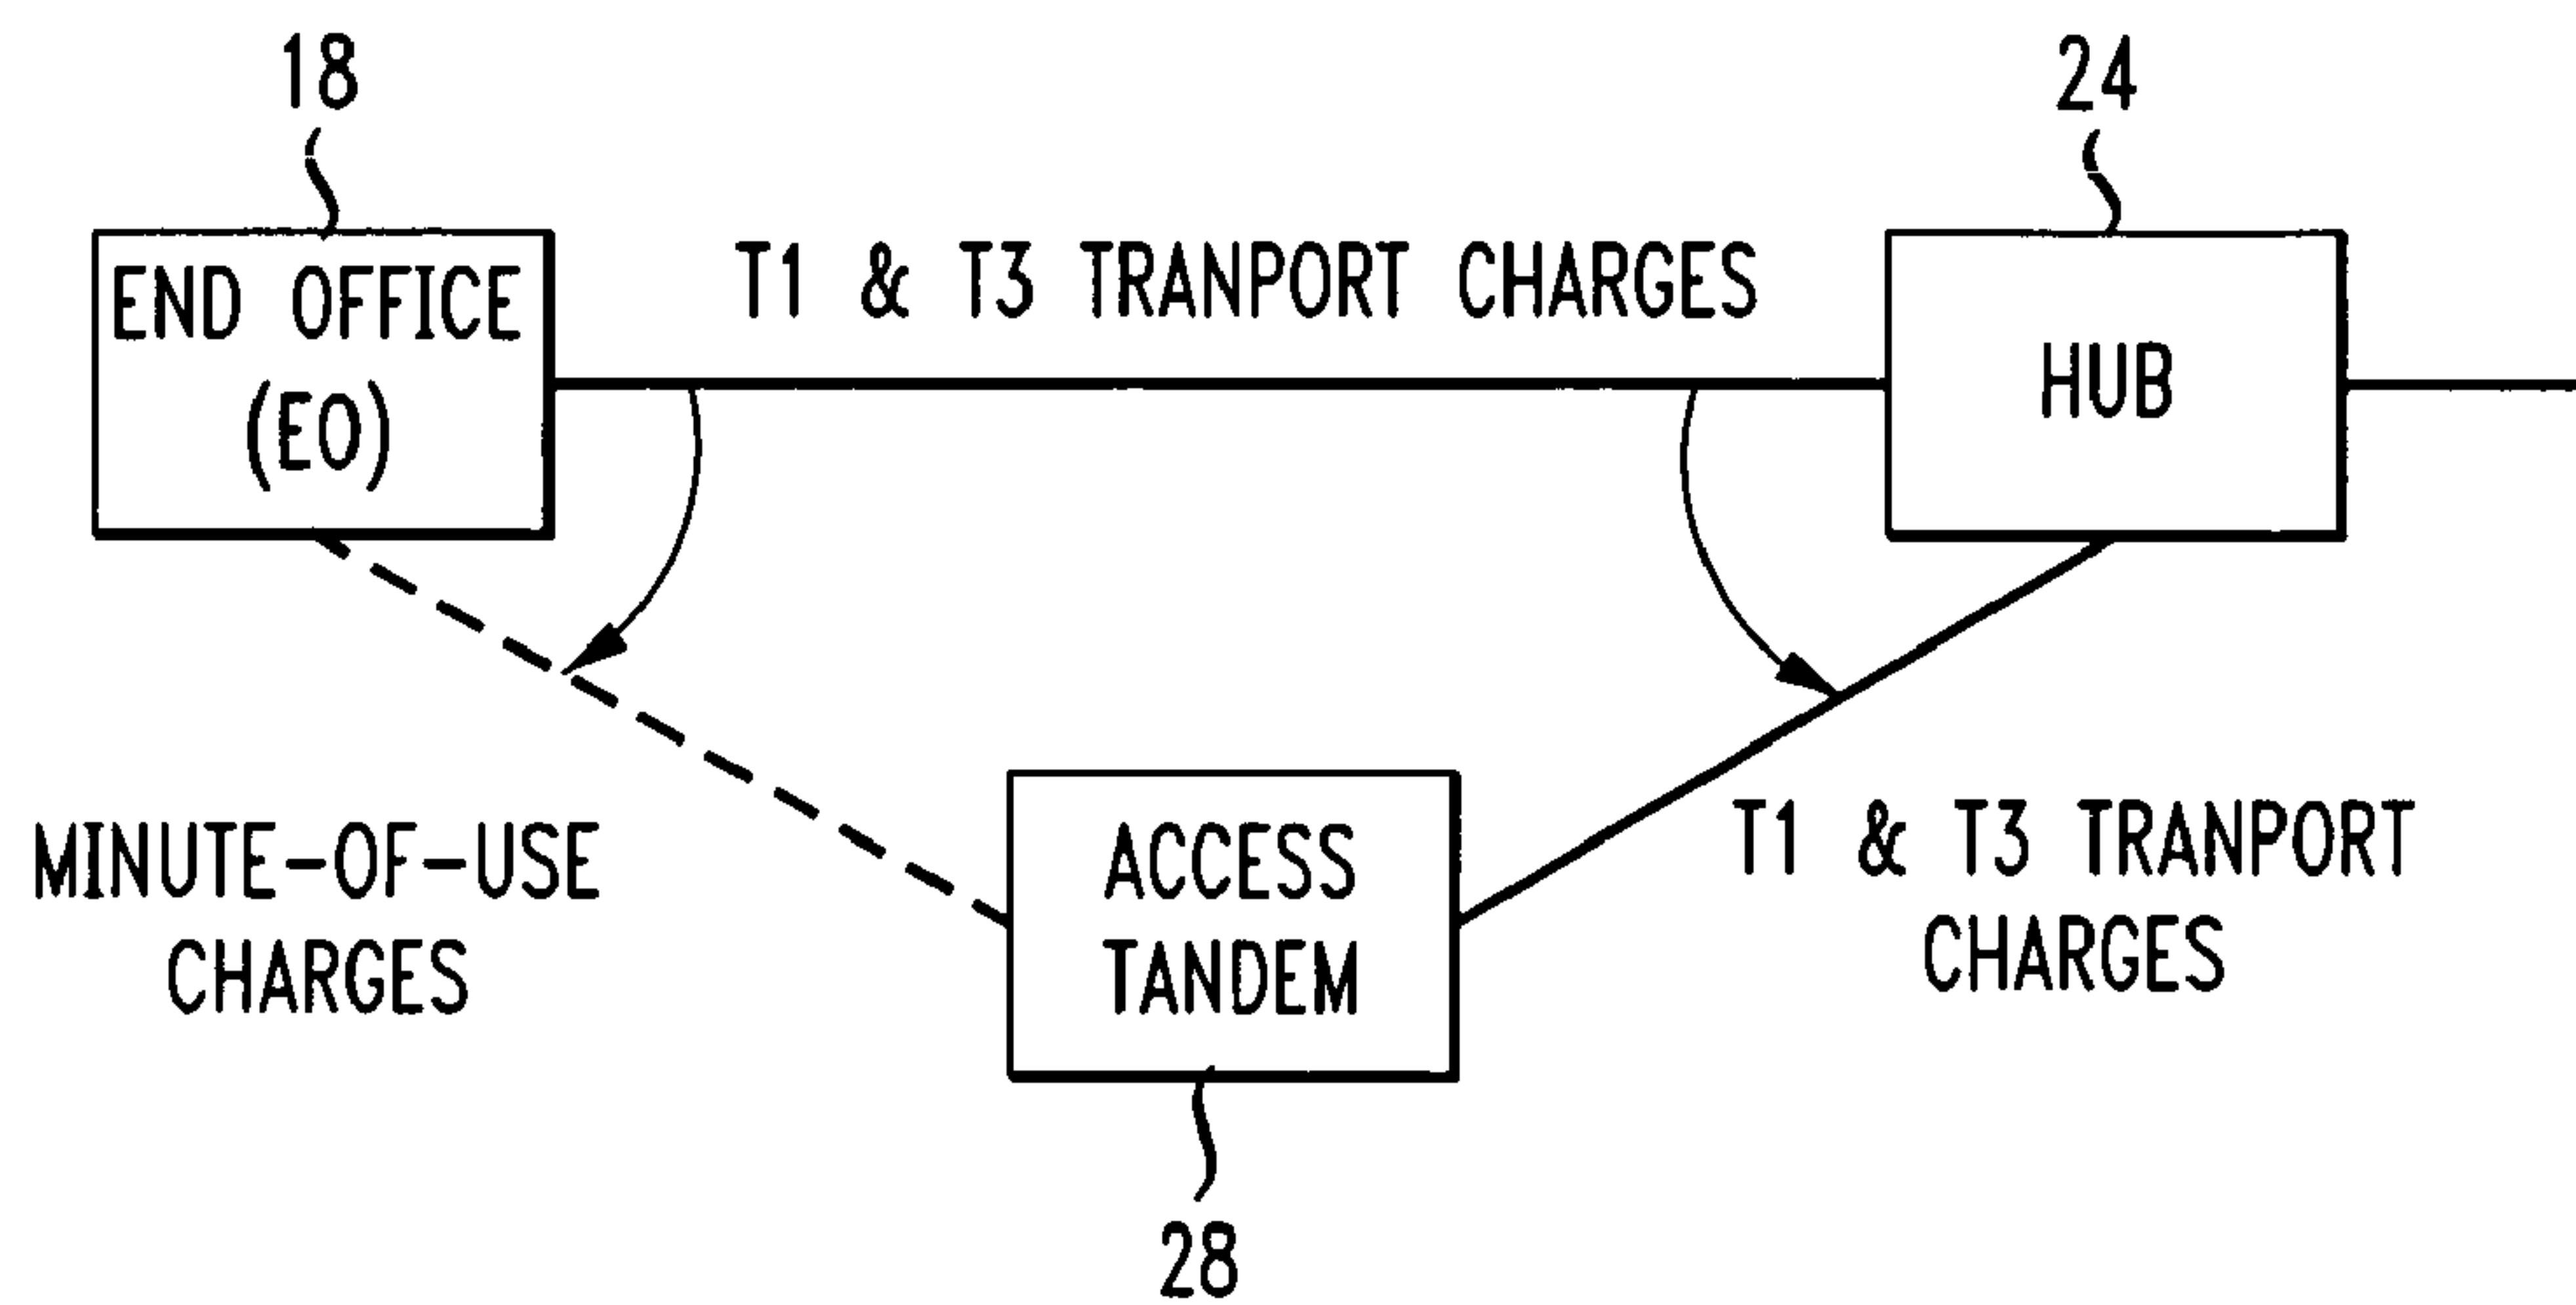 18
24
END OFFICE
(EO)
T1 & T3 TRANPORT CHARGES
HUB
MINUTE-OF-USE
CHARGES
ACCESS
TANDEM
T1 & T3 TRANPORT
CHARGES
28